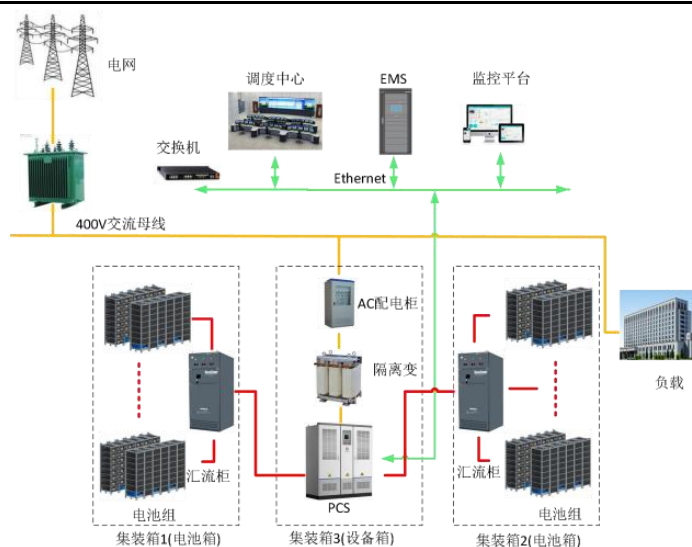 电网
调度中心
EMS
监控平台
交换机
Ethernet
400V交流母线
AC配电柜
隔离变
负载
汇流柜
PCS
汇流柜
电池组
电池组
集装箱1(电池箱)
集装箱3(设备箱)
集装箱2(电池箱)